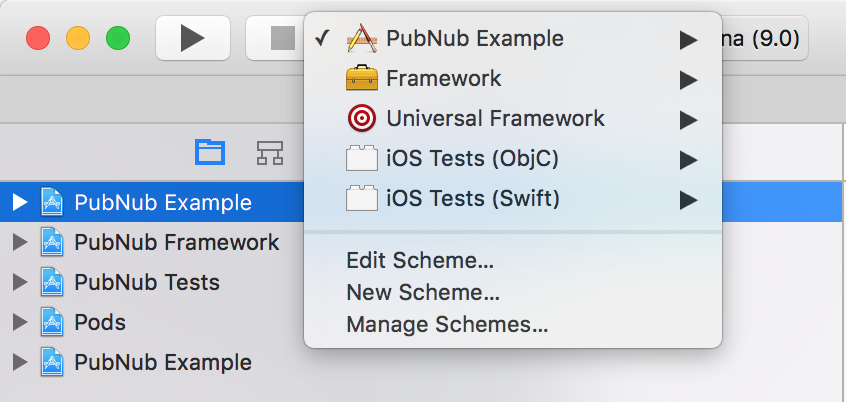 PubNub Example
na (9.0)
Framework
Universal Framework
iOS Tests (ObjC)
iOS Tests (Swift)
Edit Scheme...
New Scheme...
Manage Schemes...
PubNub Example
PubNub Framework
PubNub Tests
Pods
PubNub Example